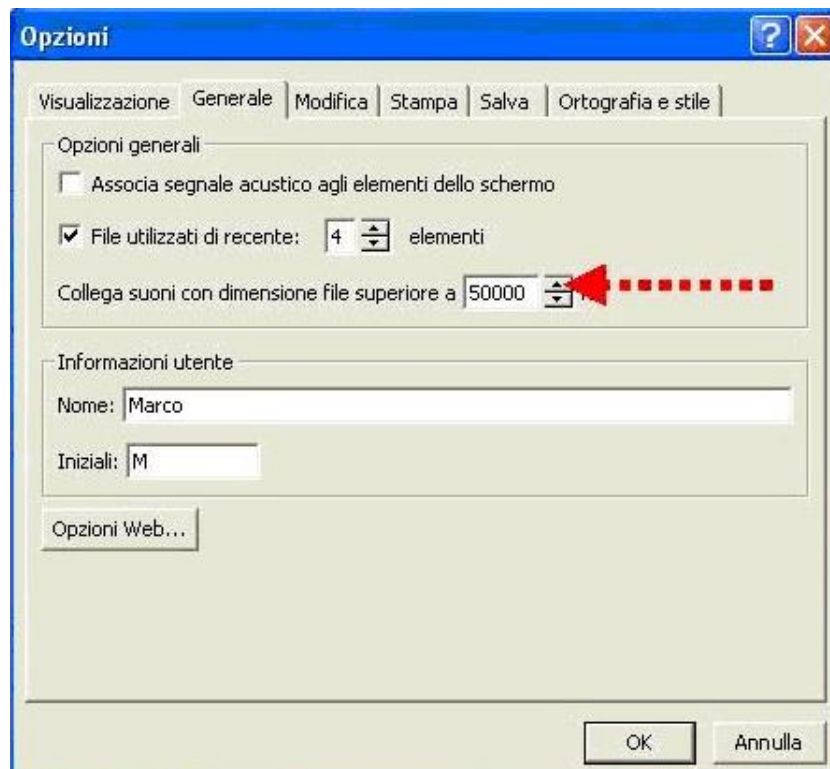 Opzioni
Visualizzazione Generale Modifica Stampa Salva Ortografia e stile
Opzioni generali
Associa segnale acustico agli elementi dello schermo
File utilizzati di recente: 4 elementi
Collega suoni con dimensione file superiore a 50000
Informazioni utente
Nome: Marco
Iniziali: M
Opzioni Web...
OK Annulla